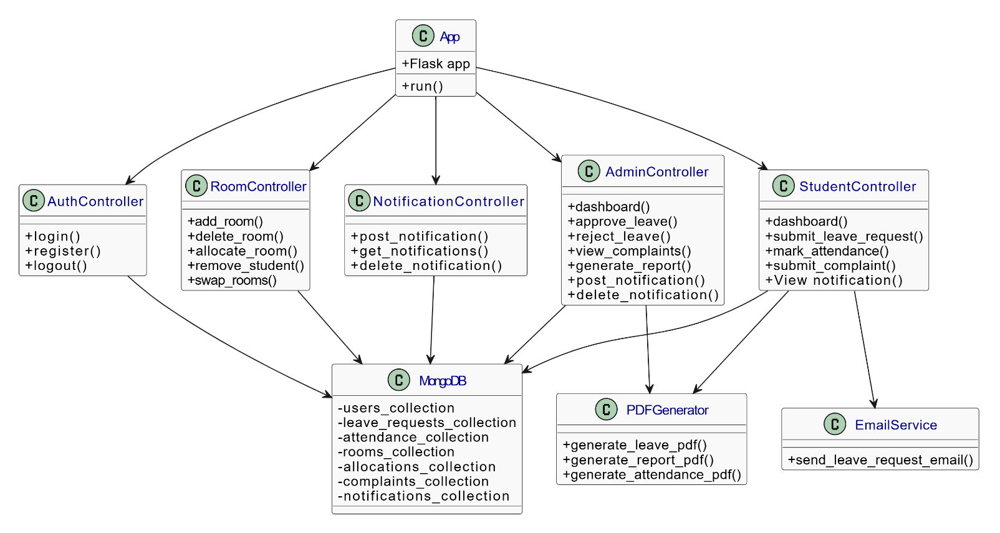 C App
+Flask app
+run()
C AuthController
+login()
+register()
+logout()
C RoomController
+add_room()
+delete_room()
+allocate_room()
+remove_student()
+swap_rooms()
C NotificationController
+post_notification()
+get_notifications()
+delete_notification()
C AdminController
+dashboard()
+approve_leave()
+reject_leave()
+view_complaints()
+generate_report()
+post_notification()
+delete_notification()
C StudentController
+dashboard()
+submit_leave_request()
+mark_attendance()
+submit_complaint()
+View notification()
C MongoDB
-users_collection
-leave_requests_collection
-attendance_collection
-rooms_collection
-allocations_collection
-complaints_collection
-notifications_collection
C PDFGenerator
+generate_leave_pdf()
+generate_report_pdf()
+generate_attendance_pdf()
C EmailService
+send_leave_request_email()